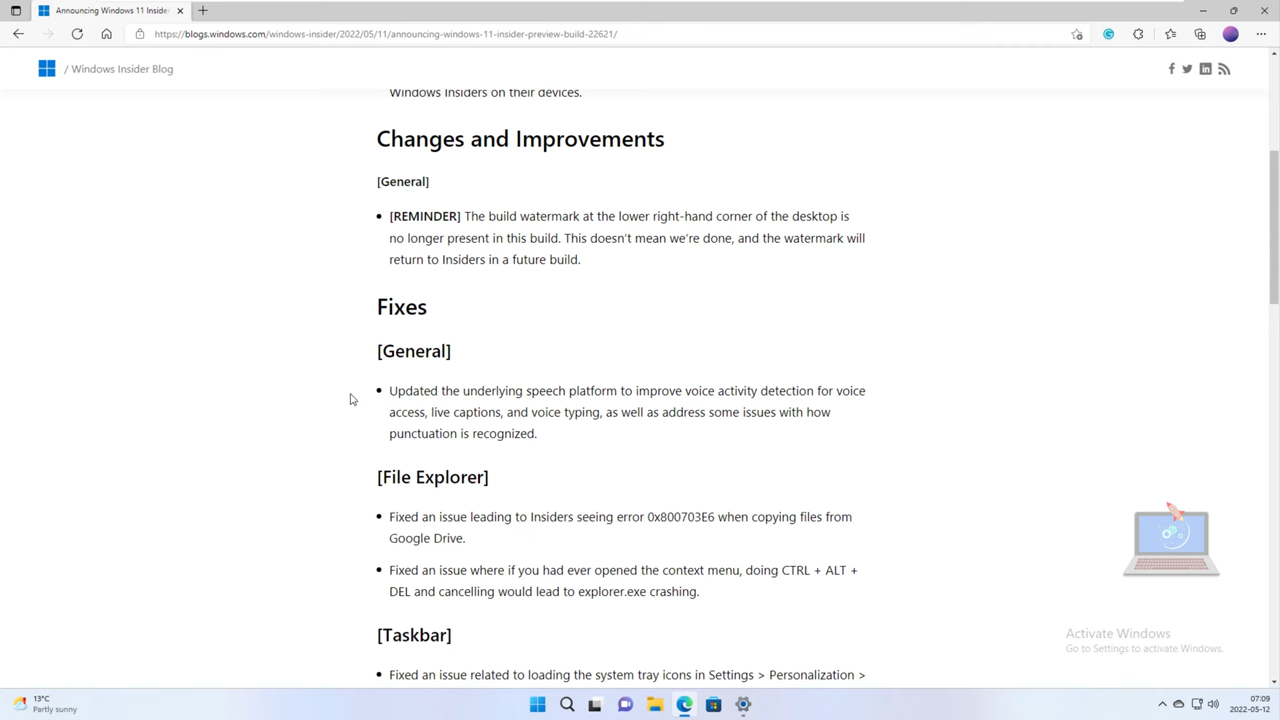 Announcing Windows 11 Insider
https://blogs.windows.com/windows-insider/2022/05/11/announcing-windows-11-insider-preview-build-22621/
/ Windows Insider Blog
Windows Insiders on their devices.
Changes and Improvements
[General]
[REMINDER] The build watermark at the lower right-hand corner of the desktop is
no longer present in this build. This doesn't mean we're done, and the watermark will
return to Insiders in a future build.
Fixes
[General]
Updated the underlying speech platform to improve voice activity detection for voice
access, live captions, and voice typing, as well as address some issues with how
punctuation is recognized.
[File Explorer]
Fixed an issue leading to Insiders seeing error 0x800703E6 when copying files from
Google Drive.
Fixed an issue where if you had ever opened the context menu, doing CTRL + ALT +
DEL and cancelling would lead to explorer.exe crashing.
[Taskbar]
Fixed an issue related to loading the system tray icons in Settings > Personalization >
Activate Windows
Go to Settings to activate Windows.
13°C
Partly sunny
07:09
2022-05-12